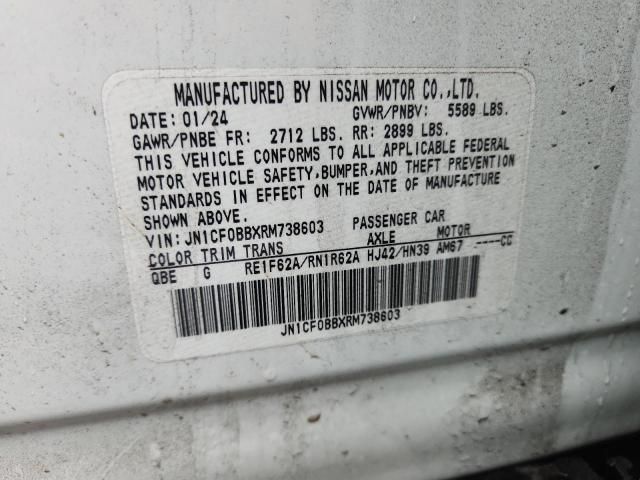 MANUFACTURED BY NISSAN MOTOR CO.,LTD.
DATE: 01/24 GVWR/PNBV: 5589 LBS.
GAWR/PNBE FR: 2712 LBS. RR: 2899 LBS.
THIS VEHICLE CONFORMS TO ALL APPLICABLE FEDERAL
MOTOR VEHICLE SAFETY,BUMPER,AND THEFT PREVENTION
STANDARDS IN EFFECT ON THE DATE OF MANUFACTURE
SHOWN ABOVE.
VIN: JN1CF0BBXRM738603 PASSENGER CAR
COLOR TRIM TRANS AXLE MOTOR
QBE G RE1F62A/RN1R62A HJ42/HN39 AM67 ----CC
JN1CF0BBXRM738603